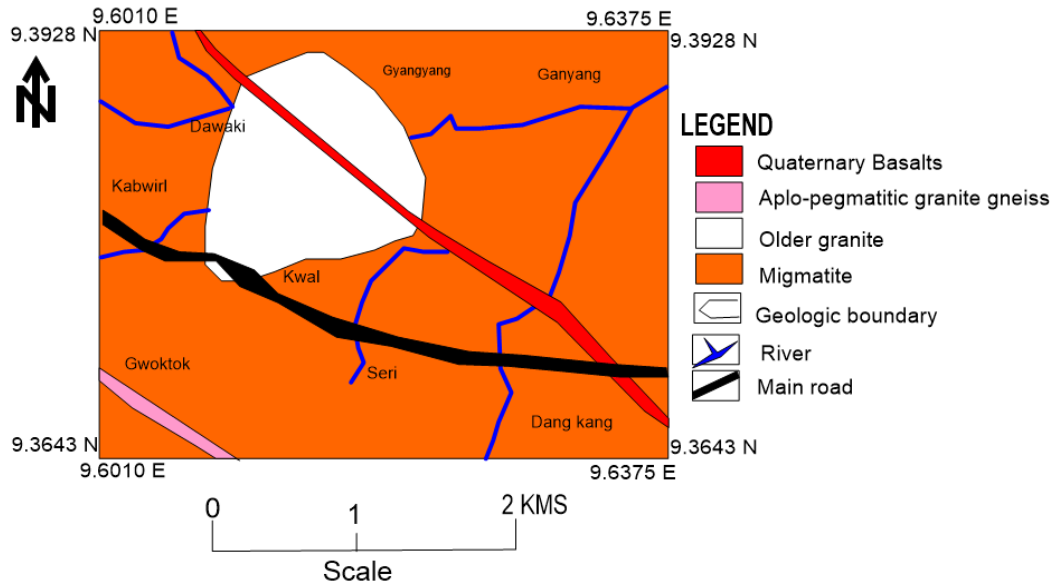 9.6010 E
9.6375 E
9.3928 N
9.3928 N
N
Gyangyang
Ganyang
Dawaki
Kabwirl
Kwal
Gwoktok
Seri
Dang kang
9.3643 N
9.3643 N
9.6010 E
9.6375 E
LEGEND
Quaternary Basalts
Aplo-pegmatitic granite gneiss
Older granite
Migmatite
Geologic boundary
River
Main road
0 1 2 KMS
Scale